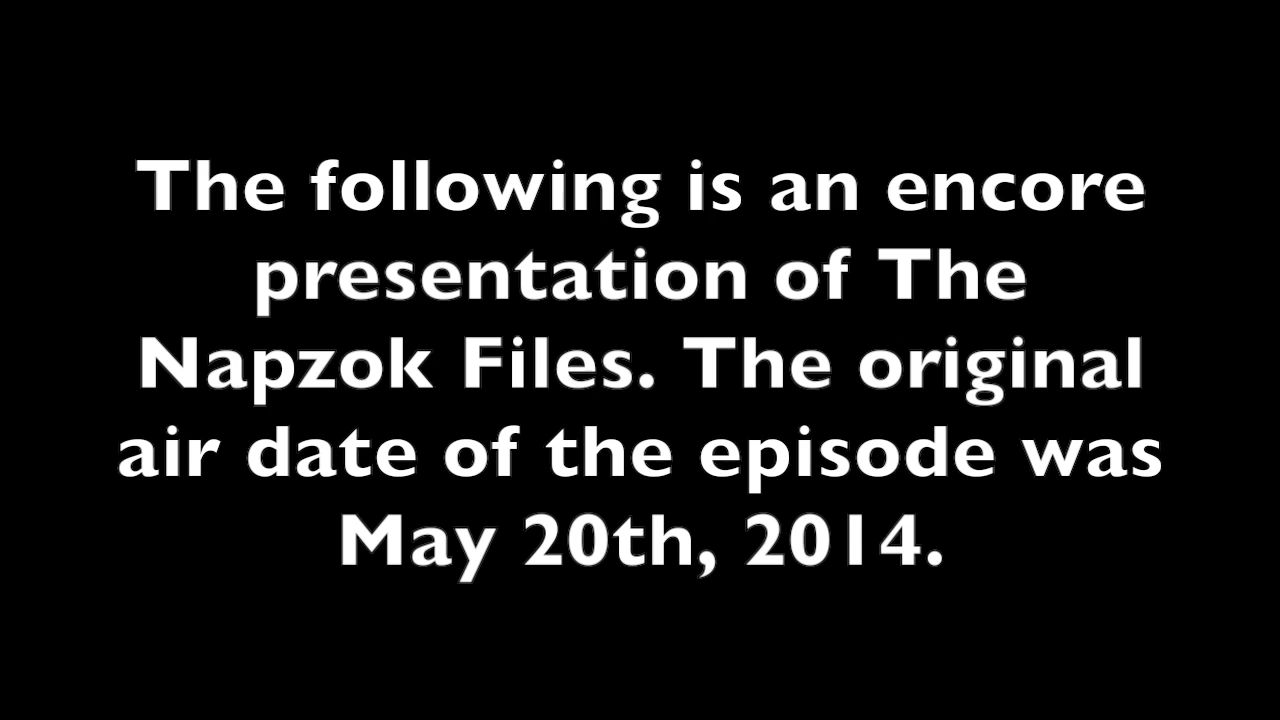 The following is an encore
presentation of The
Napzok Files. The original
air date of the episode was
May 20th, 2014.